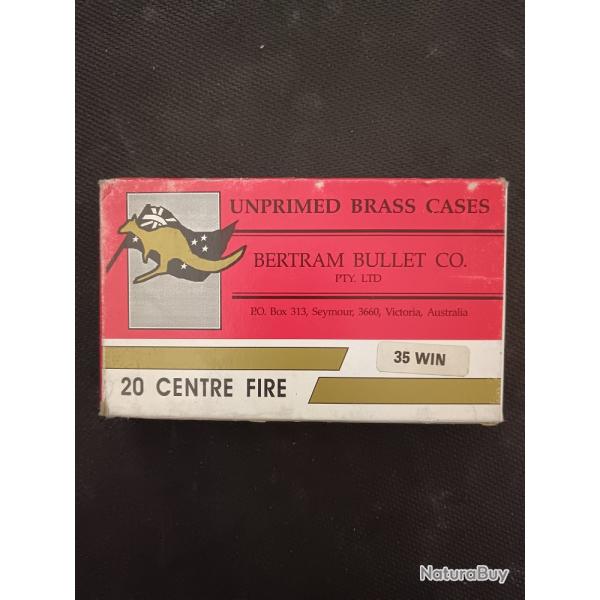 UNPRIMED BRASS CASES
BERTRAM BULLET CO.
PTY. LTD
P.O. Box 313, Seymour, 3660, Victoria, Australia
35 WIN
20 CENTRE FIRE
NaturaBuy